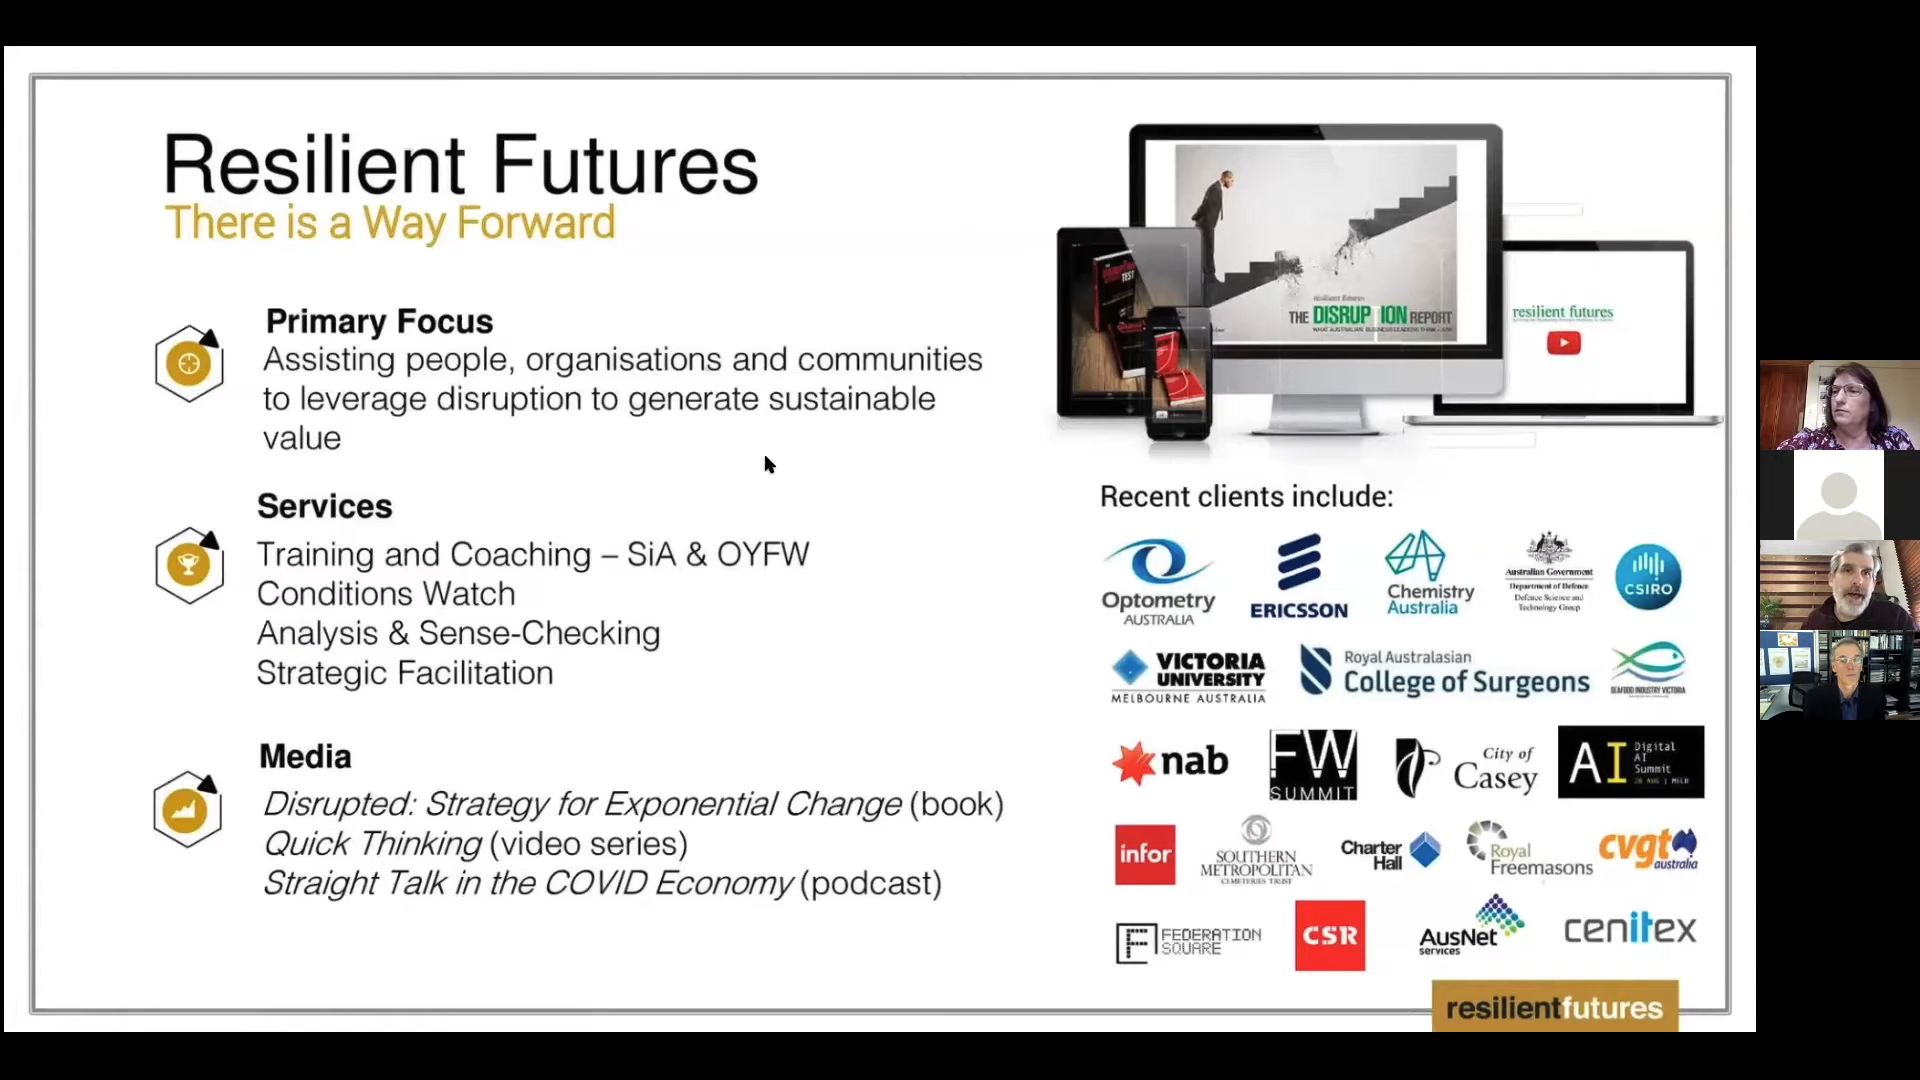 Resilient Futures
There is a Way Forward
Primary Focus
Assisting people, organisations and communities
to leverage disruption to generate sustainable
value
Services
Training and Coaching – SiA & OYFW
Conditions Watch
Analysis & Sense-Checking
Strategic Facilitation
Media
Disrupted: Strategy for Exponential Change (book)
Quick Thinking (video series)
Straight Talk in the COVID Economy (podcast)
TEST
resilient futures
THE DISRUPTION REPORT
WHAT AUSTRALIAN BUSINESS LEADERS THINK
resilient futures
Recent clients include:
Optometry
AUSTRALIA
ERICSSON
Chemistry
Australia
Australian Government
Department of Defence
Defence Science and
Technology Group
CSIRO
VICTORIA
UNIVERSITY
MELBOURNE AUSTRALIA
Royal Australasian
College of Surgeons
SEAFOOD INDUSTRY VICTORIA
nab
FW
SUMMIT
City of
Casey
AI
Digital
AI
Summit
28 AUG | MELB
infor
SOUTHERN
METROPOLITAN
CEMETERIES TRUST
Charter
Hall
Royal
Freemasons
cvgt
australia
FEDERATION
SQUARE
CSR
AusNet
services
cenitex
resilientfutures